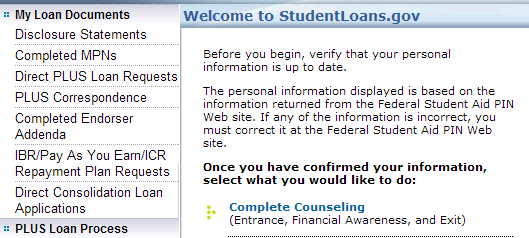 My Loan Documents
Disclosure Statements
Completed MPNs
Direct PLUS Loan Requests
PLUS Correspondence
Completed Endorser
Addenda
IBR/Pay As You Earn/ICR
Repayment Plan Requests
Direct Consolidation Loan
Applications
PLUS Loan Process
Welcome to StudentLoans.gov
Before you begin, verify that your personal
information is up to date.
The personal information displayed is based on the
information returned from the Federal Student Aid PIN
Web site. If any of the information is incorrect, you
must correct it at the Federal Student Aid PIN Web
site.
Once you have confirmed your information,
select what you would like to do:
Complete Counseling
(Entrance, Financial Awareness, and Exit)